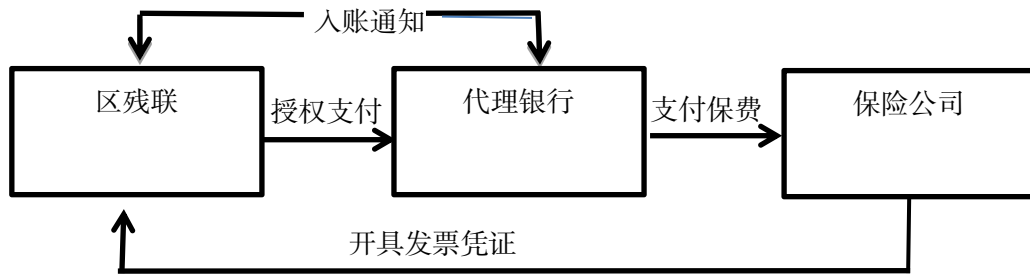 入账通知
区残联
授权支付
代理银行
支付保费
保险公司
开具发票凭证